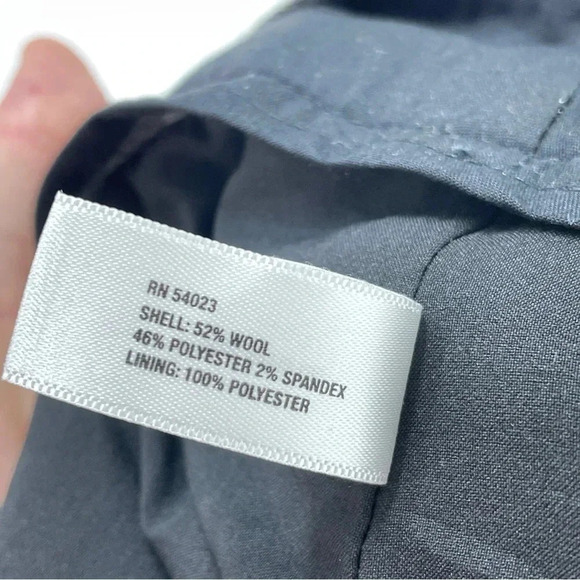 RN 54023
SHELL: 52% WOOL
46% POLYESTER 2% SPANDEX
LINING: 100% POLYESTER